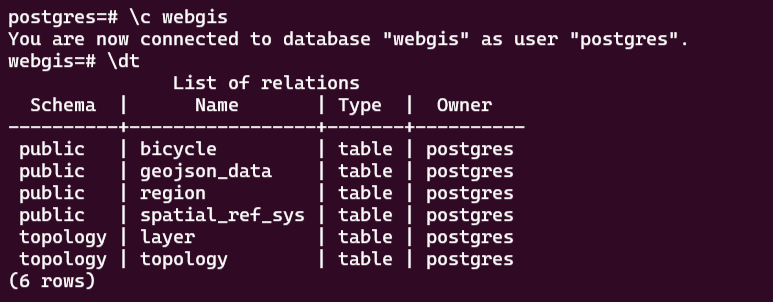 postgres=# \c webgis
You are now connected to database "webgis" as user "postgres".
webgis=# \dt
               List of relations
  Schema  |      Name       | Type  |  Owner
----------+-----------------+-------+----------
 public   | bicycle         | table | postgres
 public   | geojson_data    | table | postgres
 public   | region          | table | postgres
 public   | spatial_ref_sys | table | postgres
 topology | layer           | table | postgres
 topology | topology        | table | postgres
(6 rows)